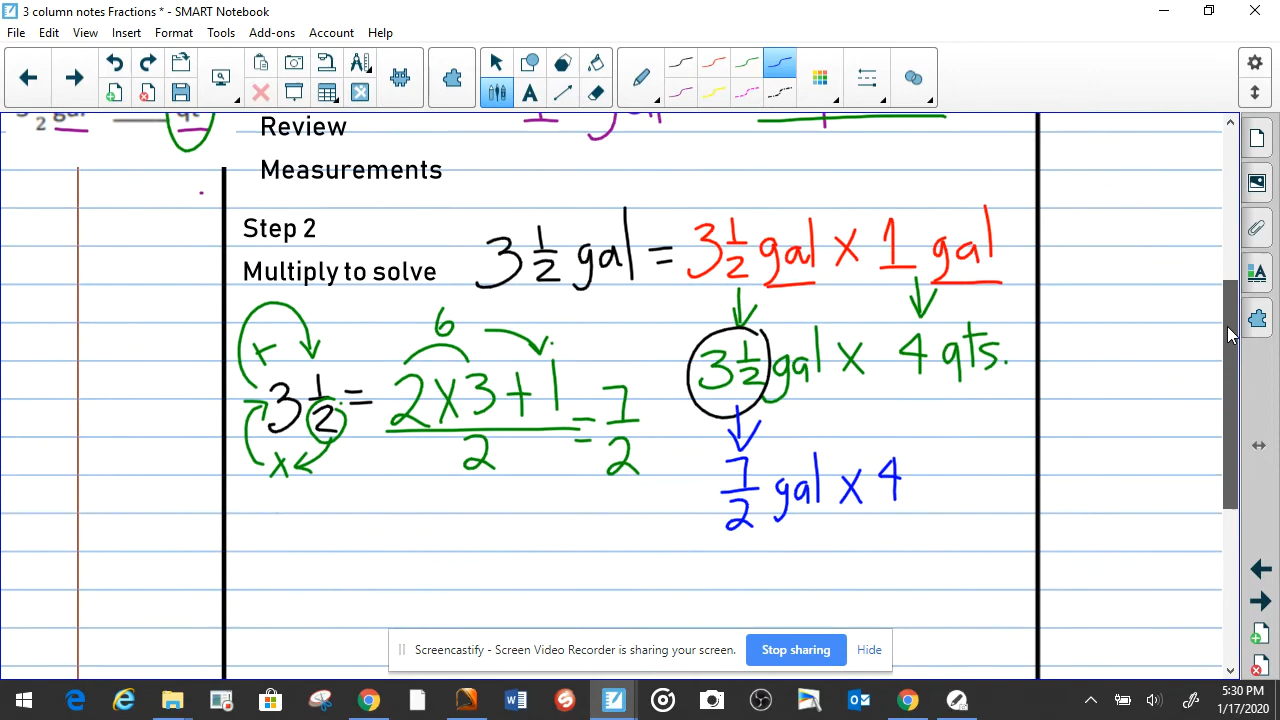 3 column notes Fractions * - SMART Notebook
File Edit View Insert Format Tools Add-ons Account Help
2 gal qt
Review
Measurements
Step 2
Multiply to solve
3 1/2 gal = 3 1/2 gal x 1 gal
3 1/2 gal x 4 qts.
6
+
3 1/2 = 2 x 3 + 1 / 2 = 7/2
x
7/2 gal x 4
Screencastify - Screen Video Recorder is sharing your screen. Stop sharing Hide
5:30 PM
1/17/2020